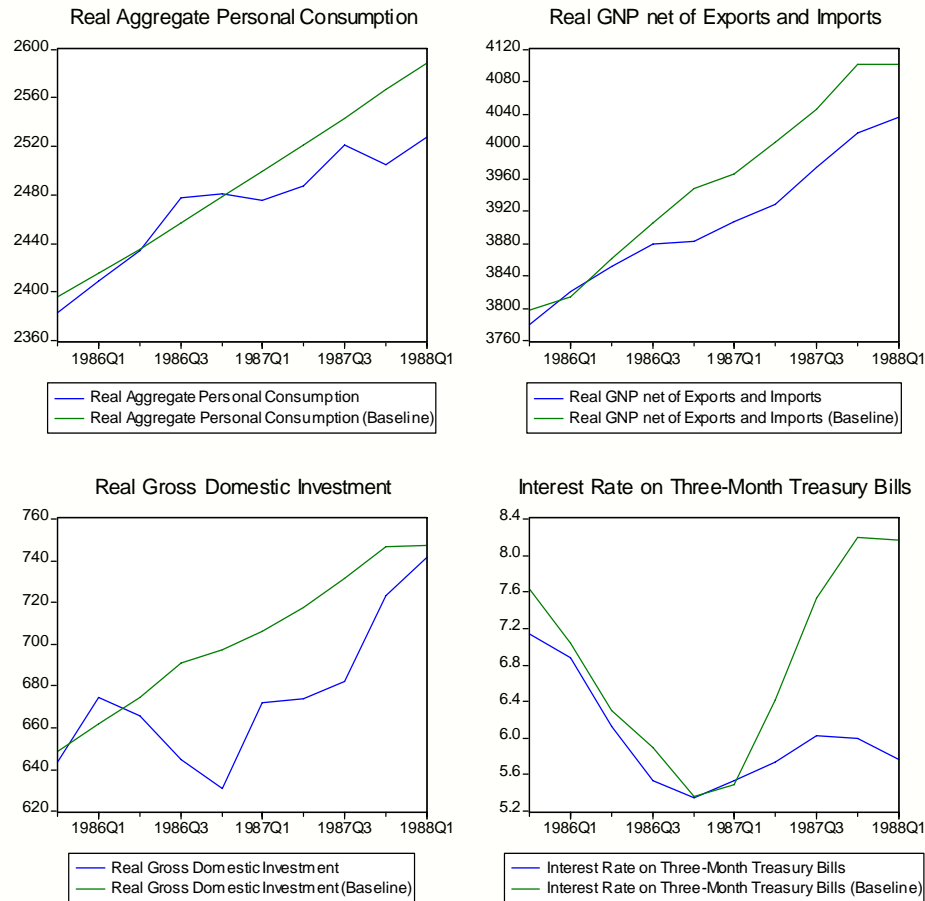 Real Aggregate Personal Consumption
2600
2560
2520
2480
2440
2400
2360
1986Q1 1986Q3 1987Q1 1987Q3 1988Q1
Real Aggregate Personal Consumption
Real Aggregate Personal Consumption (Baseline)
Real GNP net of Exports and Imports
4120
4080
4040
4000
3960
3920
3880
3840
3800
3760
1986Q1 1986Q3 1987Q1 1987Q3 1988Q1
Real GNP net of Exports and Imports
Real GNP net of Exports and Imports (Baseline)
Real Gross Domestic Investment
760
740
720
700
680
660
640
620
1986Q1 1986Q3 1987Q1 1987Q3 1988Q1
Real Gross Domestic Investment
Real Gross Domestic Investment (Baseline)
Interest Rate on Three-Month Treasury Bills
8.4
8.0
7.6
7.2
6.8
6.4
6.0
5.6
5.2
1986Q1 1986Q3 1987Q1 1987Q3 1988Q1
Interest Rate on Three-Month Treasury Bills
Interest Rate on Three-Month Treasury Bills (Baseline)